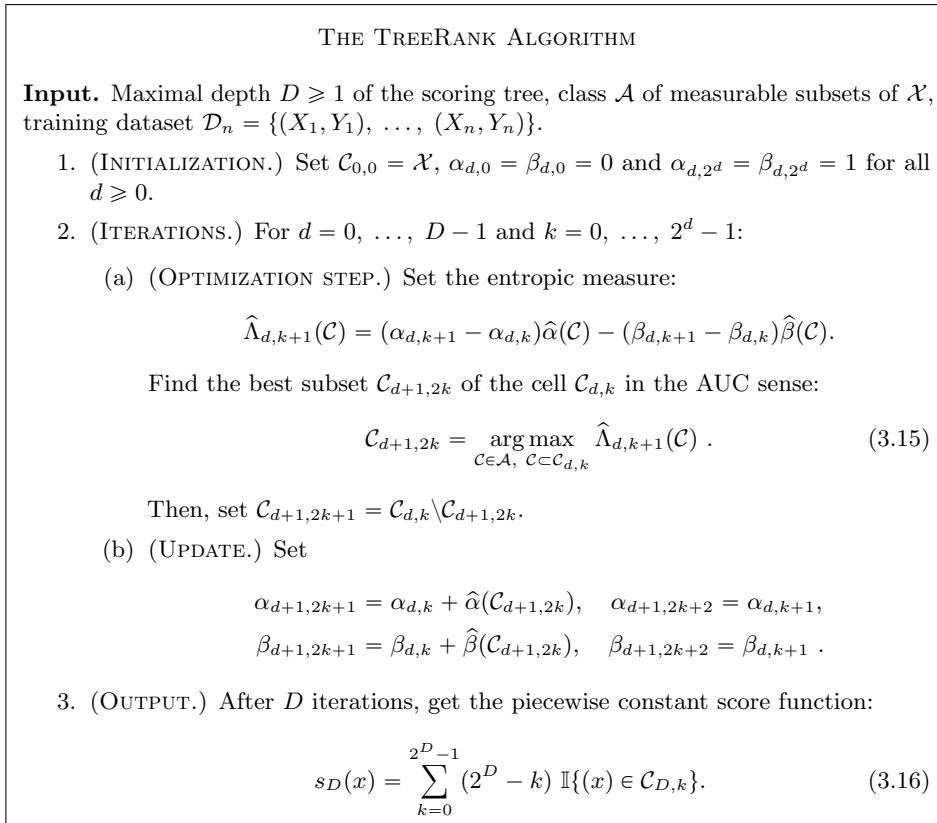 THE TREERANK ALGORITHM
Input. Maximal depth D ⩾ 1 of the scoring tree, class 𝒜 of measurable subsets of 𝒳,
training dataset 𝒟ₙ = {(X₁, Y₁), …, (Xₙ, Yₙ)}.
1. (INITIALIZATION.) Set 𝒞_{0,0} = 𝒳, α_{d,0} = β_{d,0} = 0 and α_{d,2^d} = β_{d,2^d} = 1 for all
d ⩾ 0.
2. (ITERATIONS.) For d = 0, …, D − 1 and k = 0, …, 2^d − 1:
(a) (OPTIMIZATION STEP.) Set the entropic measure:
Λ̂_{d,k+1}(𝒞) = (α_{d,k+1} − α_{d,k})α̂(𝒞) − (β_{d,k+1} − β_{d,k})β̂(𝒞).
Find the best subset 𝒞_{d+1,2k} of the cell 𝒞_{d,k} in the AUC sense:
𝒞_{d+1,2k} = arg max_{𝒞∈𝒜, 𝒞⊂𝒞_{d,k}} Λ̂_{d,k+1}(𝒞) . (3.15)
Then, set 𝒞_{d+1,2k+1} = 𝒞_{d,k}\𝒞_{d+1,2k}.
(b) (UPDATE.) Set
α_{d+1,2k+1} = α_{d,k} + α̂(𝒞_{d+1,2k}), α_{d+1,2k+2} = α_{d,k+1},
β_{d+1,2k+1} = β_{d,k} + β̂(𝒞_{d+1,2k}), β_{d+1,2k+2} = β_{d,k+1} .
3. (OUTPUT.) After D iterations, get the piecewise constant score function:
s_D(x) = ∑_{k=0}^{2^D−1} (2^D − k) 𝕀{(x) ∈ 𝒞_{D,k}}. (3.16)